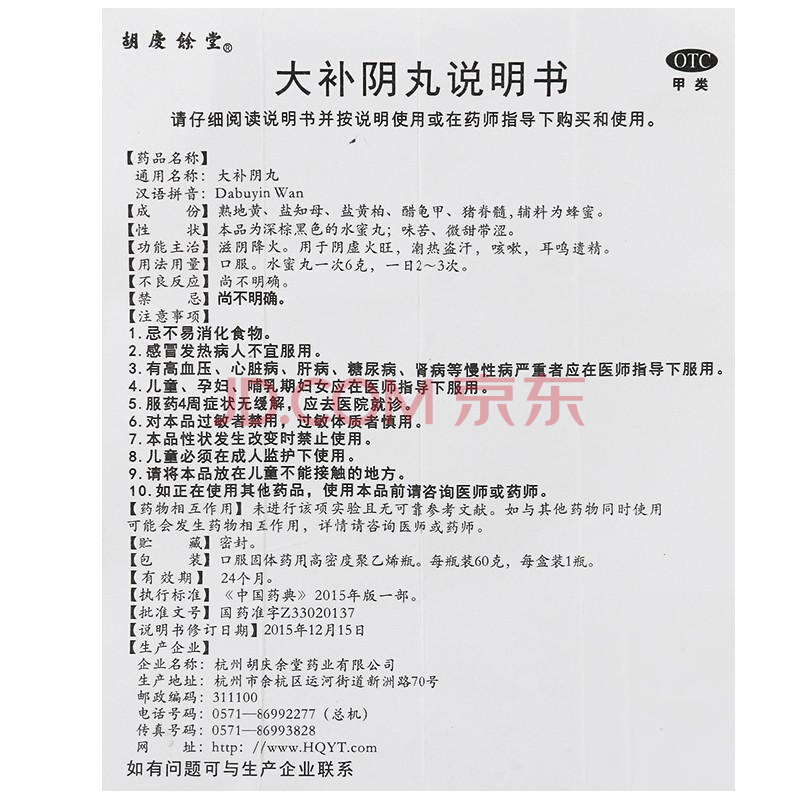 胡庆馀堂®
OTC
甲类
大补阴丸说明书
请仔细阅读说明书并按说明使用或在药师指导下购买和使用。
【药品名称】
通用名称：大补阴丸
汉语拼音：Dabuyin Wan
【成　份】熟地黄、盐知母、盐黄柏、醋龟甲、猪脊髓,辅料为蜂蜜。
【性　状】本品为深棕黑色的水蜜丸；味苦、微甜带涩。
【功能主治】滋阴降火。用于阴虚火旺，潮热盗汗，咳嗽，耳鸣遗精。
【用法用量】口服。水蜜丸一次6克，一日2～3次。
【不良反应】尚不明确。
【禁　忌】尚不明确。
【注意事项】
1.忌不易消化食物。
2.感冒发热病人不宜服用。
3.有高血压、心脏病、肝病、糖尿病、肾病等慢性病严重者应在医师指导下服用。
4.儿童、孕妇、哺乳期妇女应在医师指导下服用。
5.服药4周症状无缓解，应去医院就诊。
6.对本品过敏者禁用，过敏体质者慎用。
7.本品性状发生改变时禁止使用。
8.儿童必须在成人监护下使用。
9.请将本品放在儿童不能接触的地方。
10.如正在使用其他药品，使用本品前请咨询医师或药师。
【药物相互作用】未进行该项实验且无可靠参考文献。如与其他药物同时使用
可能会发生药物相互作用，详情请咨询医师或药师。
【贮　藏】密封。
【包　装】口服固体药用高密度聚乙烯瓶。每瓶装60克，每盒装1瓶。
【有效期】24个月。
【执行标准】《中国药典》2015年版一部。
【批准文号】国药准字Z33020137
【说明书修订日期】2015年12月15日
【生产企业】
企业名称：杭州胡庆余堂药业有限公司
生产地址：杭州市余杭区运河街道新洲路70号
邮政编码：311100
电话号码：0571—86992277（总机）
传真号码：0571—86993828
网　址：http：//www.HQYT.com
如有问题可与生产企业联系
JD.COM 京东